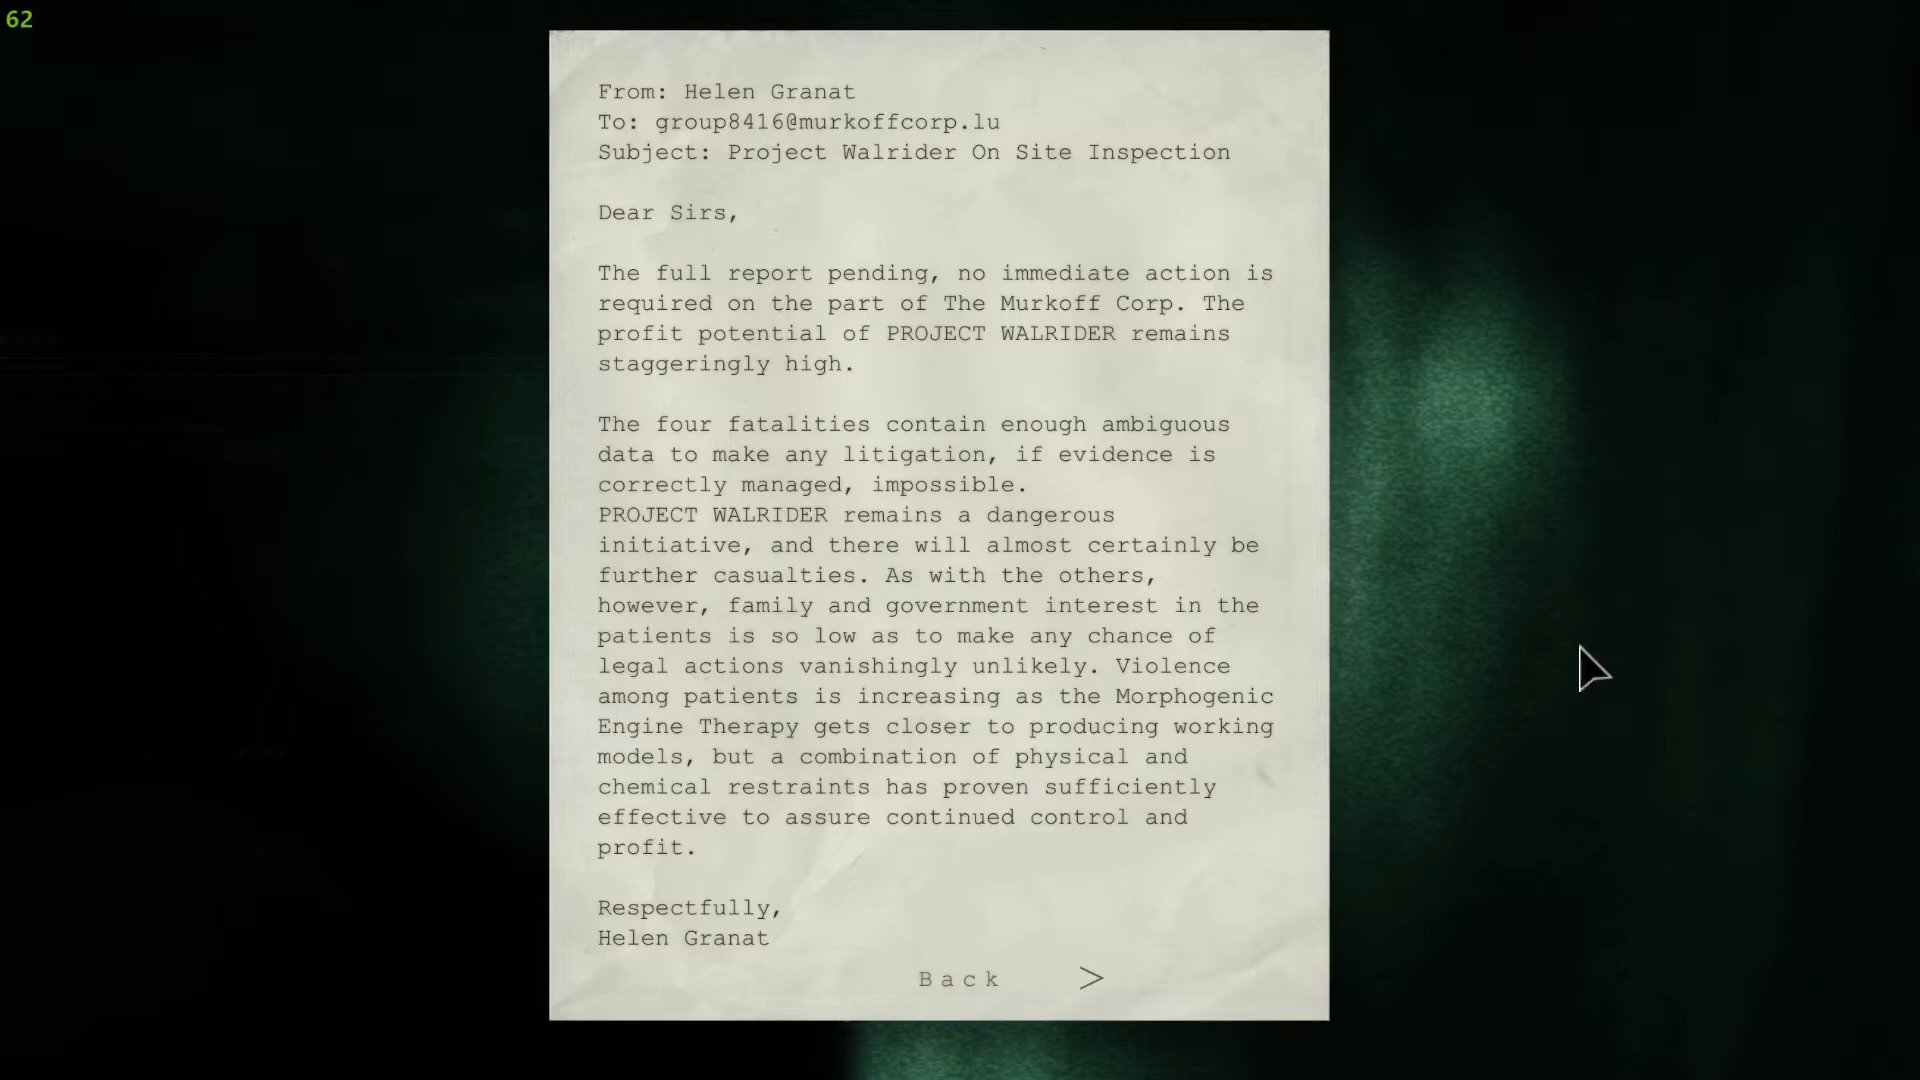 62
From: Helen Granat
To: group8416@murkoffcorp.lu
Subject: Project Walrider On Site Inspection
Dear Sirs,
The full report pending, no immediate action is
required on the part of The Murkoff Corp. The
profit potential of PROJECT WALRIDER remains
staggeringly high.
The four fatalities contain enough ambiguous
data to make any litigation, if evidence is
correctly managed, impossible.
PROJECT WALRIDER remains a dangerous
initiative, and there will almost certainly be
further casualties. As with the others,
however, family and government interest in the
patients is so low as to make any chance of
legal actions vanishingly unlikely. Violence
among patients is increasing as the Morphogenic
Engine Therapy gets closer to producing working
models, but a combination of physical and
chemical restraints has proven sufficiently
effective to assure continued control and
profit.
Respectfully,
Helen Granat
Back >